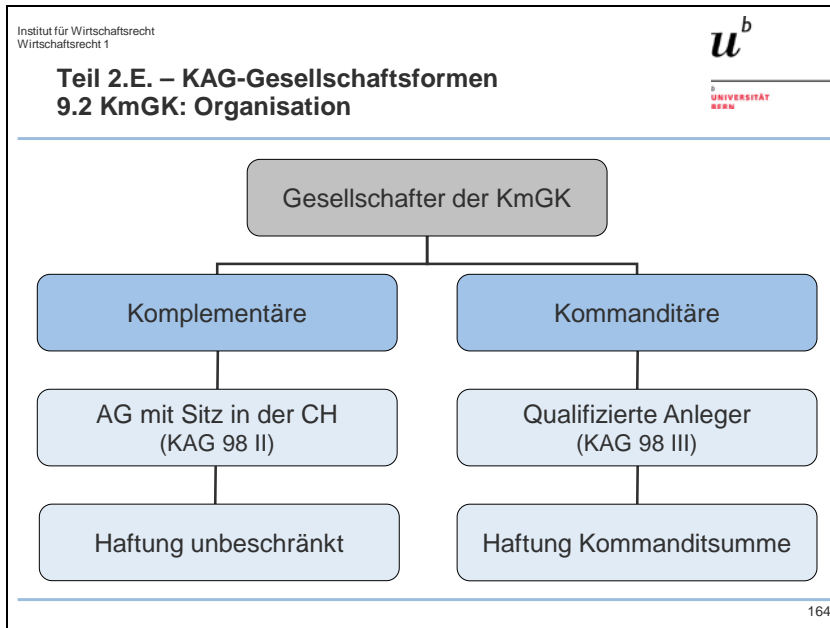 Institut für Wirtschaftsrecht
Wirtschaftsrecht 1
u^b
b
UNIVERSITÄT
BERN
Teil 2.E. – KAG-Gesellschaftsformen
9.2 KmGK: Organisation
Gesellschafter der KmGK
Komplementäre
Kommanditäre
AG mit Sitz in der CH
(KAG 98 II)
Qualifizierte Anleger
(KAG 98 III)
Haftung unbeschränkt
Haftung Kommanditsumme
164